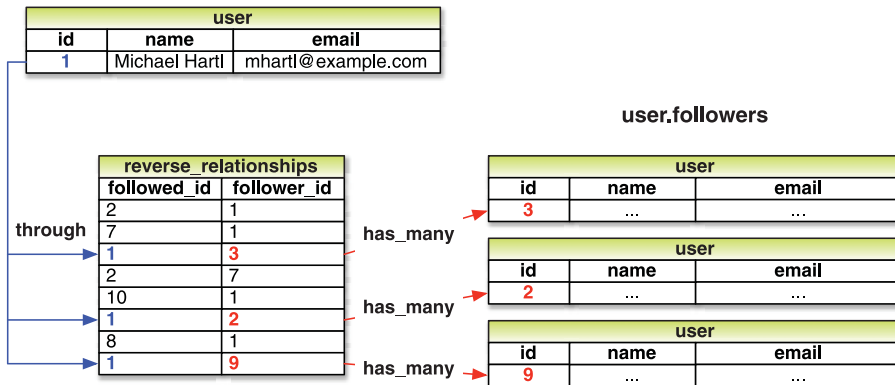 user
id name email
1 Michael Hartl mhartl@example.com
user.followers
reverse_relationships
followed_id follower_id
2 1
7 1
1 3
2 7
10 1
1 2
8 1
1 9
through
has_many
has_many
has_many
user
id name email
3 ... ...
user
id name email
2 ... ...
user
id name email
9 ... ...